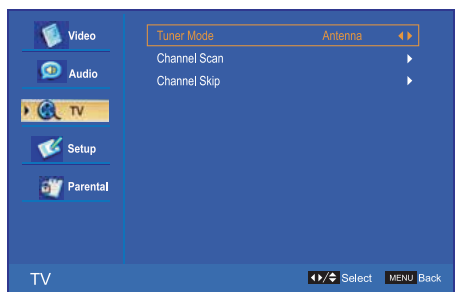 Video
Audio
TV
Setup
Parental
Tuner Mode Antenna
Channel Scan
Channel Skip
TV
Select MENU Back